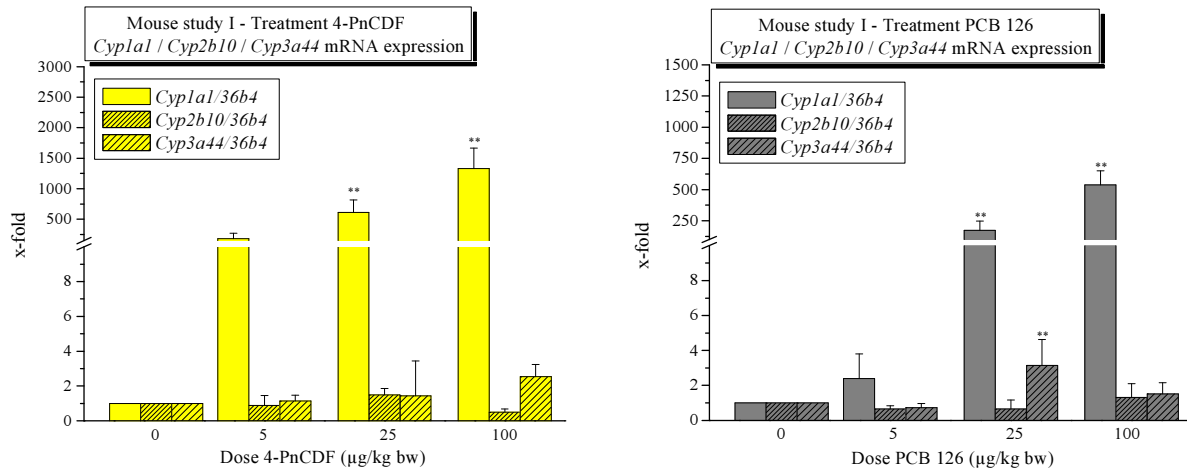 Mouse study I - Treatment 4-PnCDF
Cyp1a1 / Cyp2b10 / Cyp3a44 mRNA expression
3000
2500
2000
1500
1000
500
8
6
4
2
0
x-fold
Cyp1a1/36b4
Cyp2b10/36b4
Cyp3a44/36b4
**
**
0 5 25 100
Dose 4-PnCDF (µg/kg bw)
Mouse study I - Treatment PCB 126
Cyp1a1 / Cyp2b10 / Cyp3a44 mRNA expression
1500
1250
1000
750
500
250
8
6
4
2
0
x-fold
Cyp1a1/36b4
Cyp2b10/36b4
Cyp3a44/36b4
**
**
**
0 5 25 100
Dose PCB 126 (µg/kg bw)